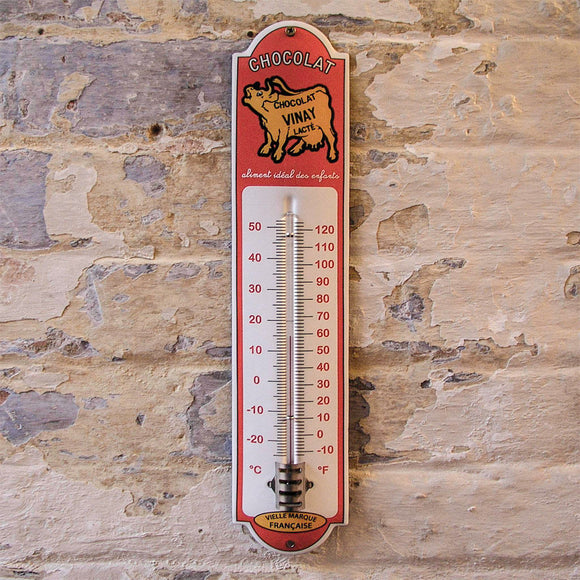 CHOCOLAT
CHOCOLAT
VINAY
LACTÉ
aliment idéal des enfants
50 120
110
40 100
90
30 80
70
20 60
10 50
40
0 30
20
-10 10
0
-20 -10
°C °F
VIELLE MARQUE
FRANÇAISE